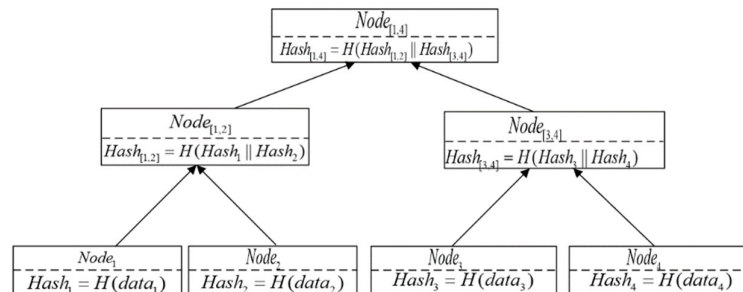 Node[1,4]
Hash[1,4] = H(Hash[1,2] || Hash[3,4])
Node[1,2]
Hash[1,2] = H(Hash1 || Hash2)
Node[3,4]
Hash[3,4] = H(Hash3 || Hash4)
Node1
Hash1 = H(data1)
Node2
Hash2 = H(data2)
Node3
Hash3 = H(data3)
Node4
Hash4 = H(data4)